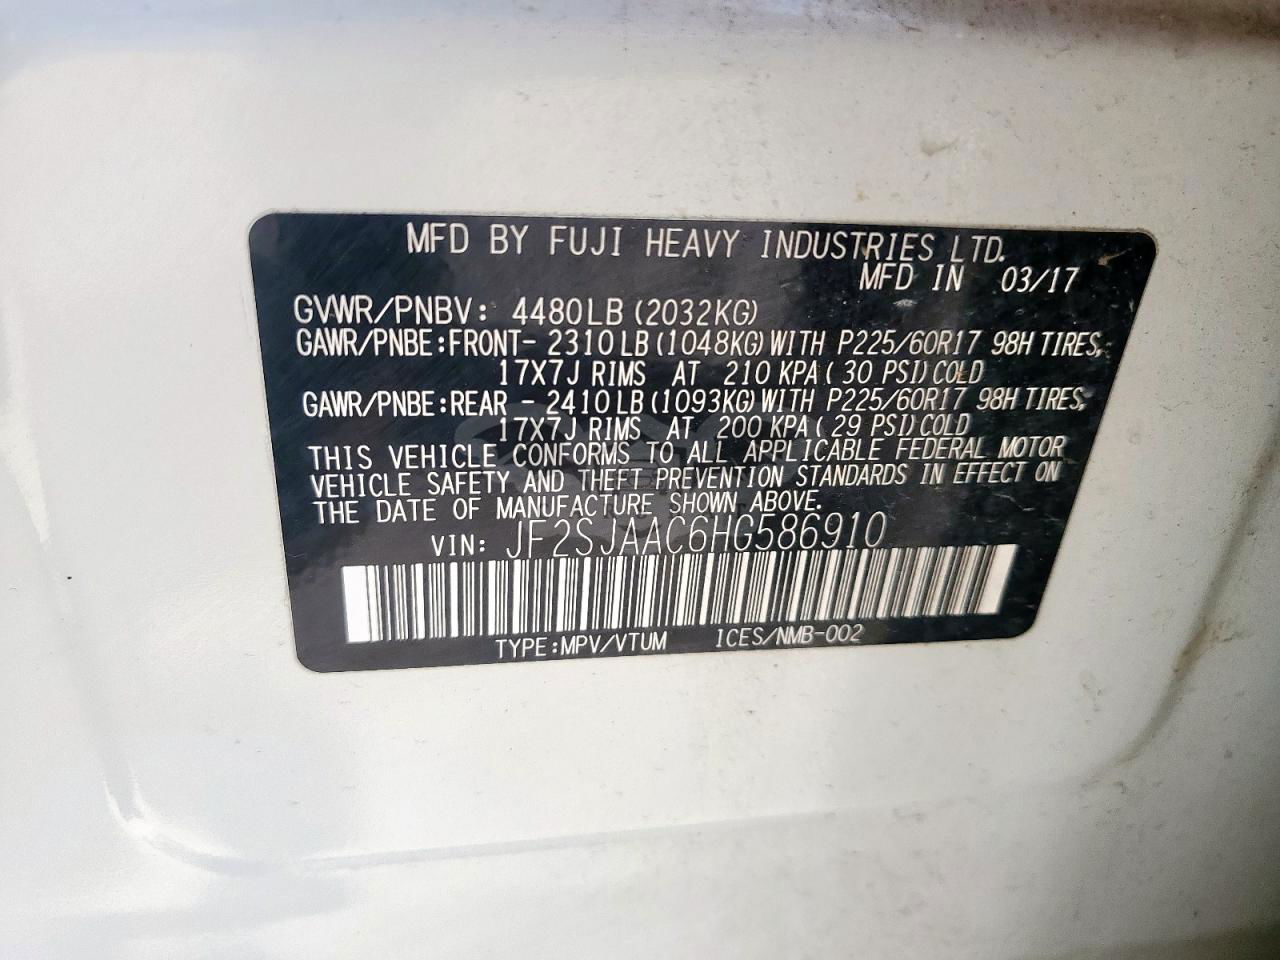 MFD BY FUJI HEAVY INDUSTRIES LTD.
MFD IN 03/17
GVWR/PNBV: 4480LB (2032KG)
GAWR/PNBE:FRONT- 2310LB (1048KG) WITH P225/60R17 98H TIRES,
17X7J RIMS AT 210 KPA( 30 PSI) COLD
GAWR/PNBE:REAR - 2410LB (1093KG) WITH P225/60R17 98H TIRES,
17X7J RIMS AT 200 KPA( 29 PSI) COLD
THIS VEHICLE CONFORMS TO ALL APPLICABLE FEDERAL MOTOR
VEHICLE SAFETY AND THEFT PREVENTION STANDARDS IN EFFECT ON
THE DATE OF MANUFACTURE SHOWN ABOVE.
VIN: JF2SJAAC6HG586910
TYPE:MPV/VTUM ICES/NMB-002